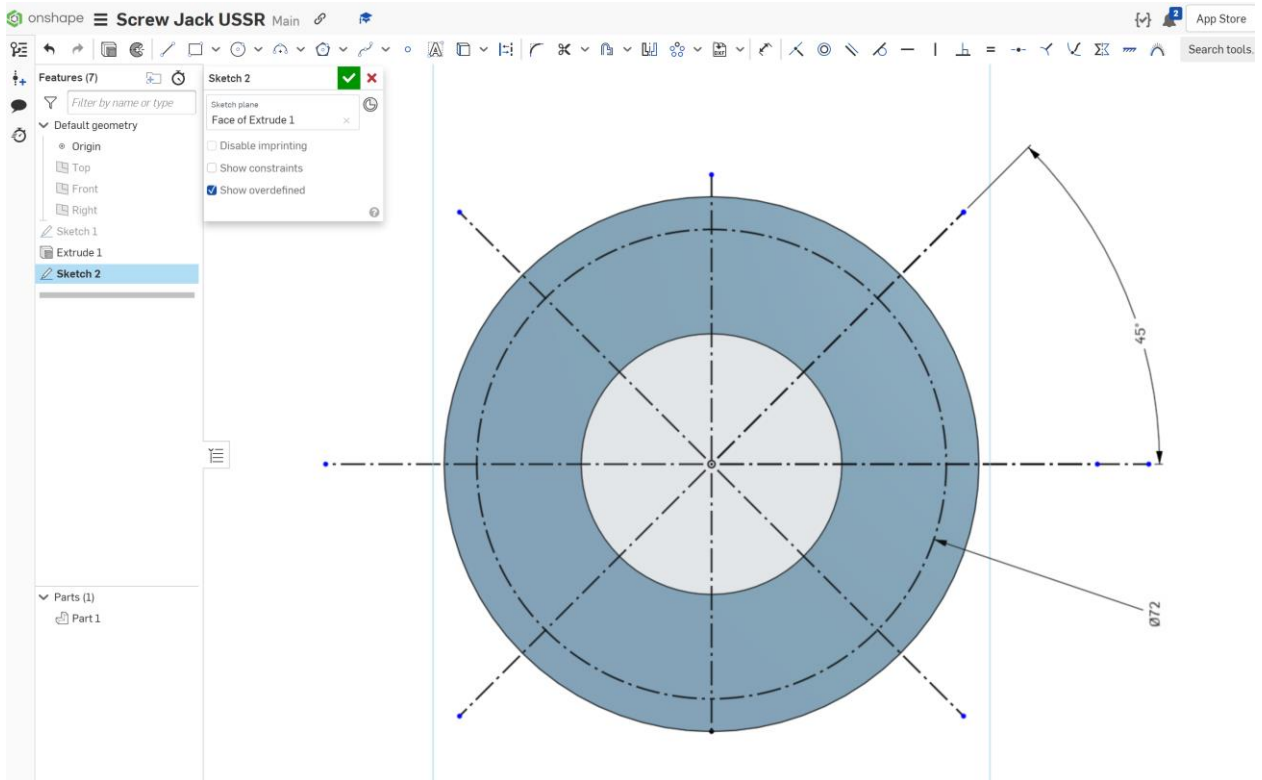 onshape Screw Jack USSR Main
2 App Store
Search tools.
Features (7)
Filter by name or type
Default geometry
Origin
Top
Front
Right
Sketch 1
Extrude 1
Sketch 2
Sketch 2
Sketch plane
Face of Extrude 1
Disable imprinting
Show constraints
Show overdefined
45°
Ø72
Parts (1)
Part 1